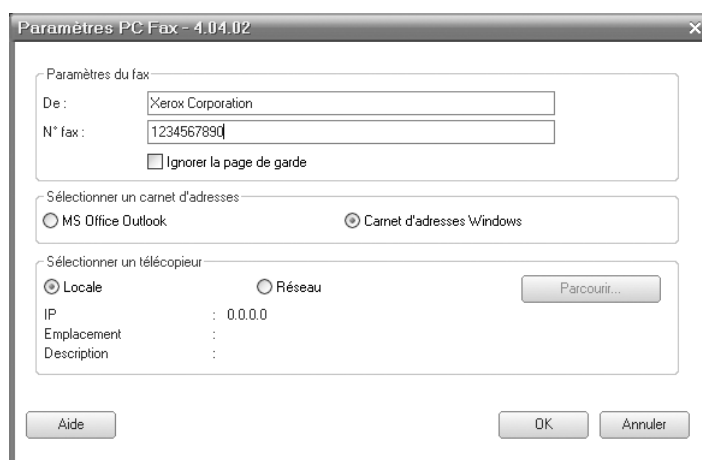 Paramètres PC Fax - 4.04.02
Paramètres du fax
De : Xerox Corporation
N° fax : 1234567890
Ignorer la page de garde
Sélectionner un carnet d'adresses
MS Office Outlook Carnet d'adresses Windows
Sélectionner un télécopieur
Locale Réseau Parcourir...
IP : 0.0.0.0
Emplacement :
Description :
Aide OK Annuler